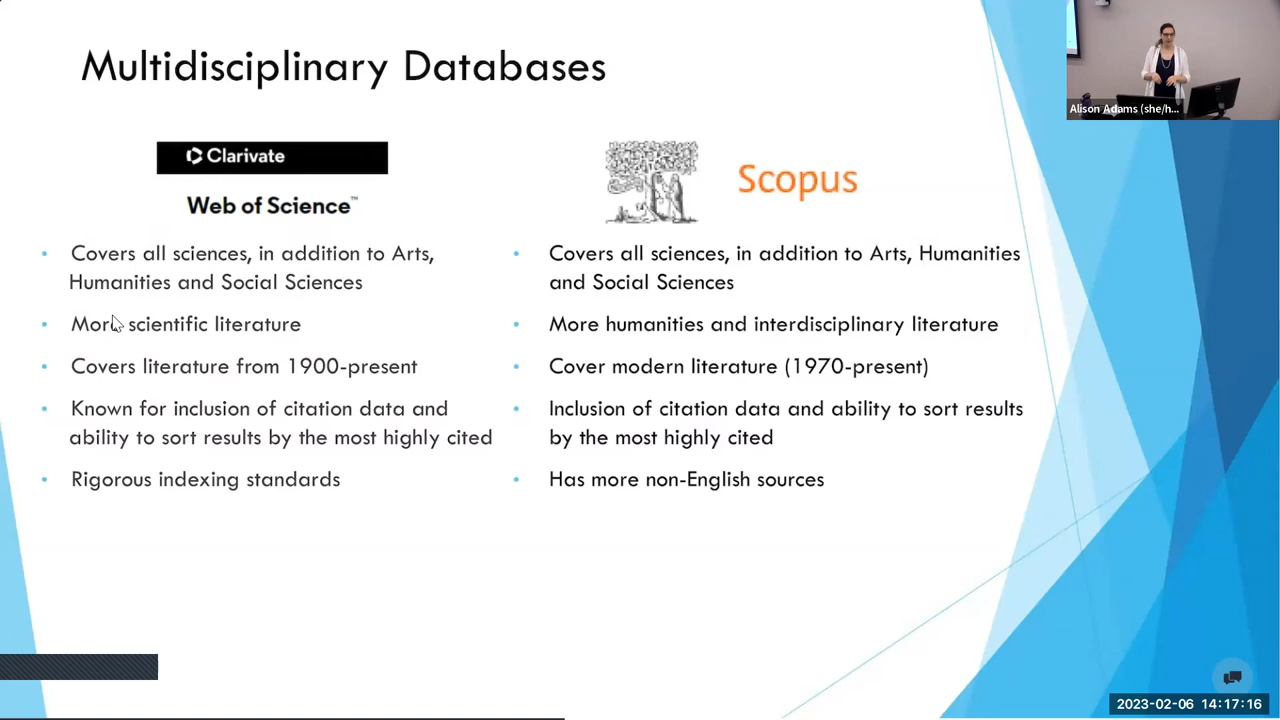 Multidisciplinary Databases
Alison Adams (she/h...
Clarivate
Web of Science™
Scopus
• Covers all sciences, in addition to Arts,
Humanities and Social Sciences
• More scientific literature
• Covers literature from 1900-present
• Known for inclusion of citation data and
ability to sort results by the most highly cited
• Rigorous indexing standards
• Covers all sciences, in addition to Arts, Humanities
and Social Sciences
• More humanities and interdisciplinary literature
• Cover modern literature (1970-present)
• Inclusion of citation data and ability to sort results
by the most highly cited
• Has more non-English sources
2023-02-06 14:17:16